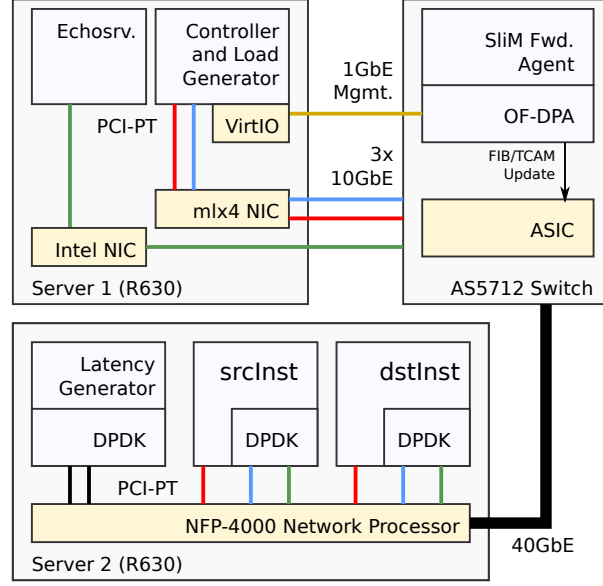 Echosrv.
Controller
and Load
Generator
VirtIO
PCI-PT
mlx4 NIC
Intel NIC
Server 1 (R630)
1GbE
Mgmt.
3x
10GbE
SliM Fwd.
Agent
OF-DPA
FIB/TCAM
Update
ASIC
AS5712 Switch
Latency
Generator
DPDK
srcInst
DPDK
dstInst
DPDK
PCI-PT
NFP-4000 Network Processor
40GbE
Server 2 (R630)